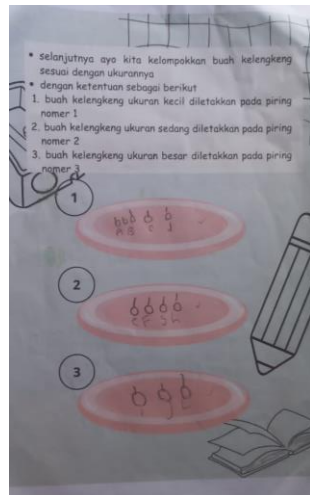 • selanjutnya ayo kita kelompokkan buah kelengkeng
sesuai dengan ukurannya
• dengan ketentuan sebagai berikut
1. buah kelengkeng ukuran kecil diletakkan pada piring
nomer 1
2. buah kelengkeng ukuran sedang diletakkan pada piring
nomer 2
3. buah kelengkeng ukuran besar diletakkan pada piring
nomer 3
1
A B C
2
E F
3